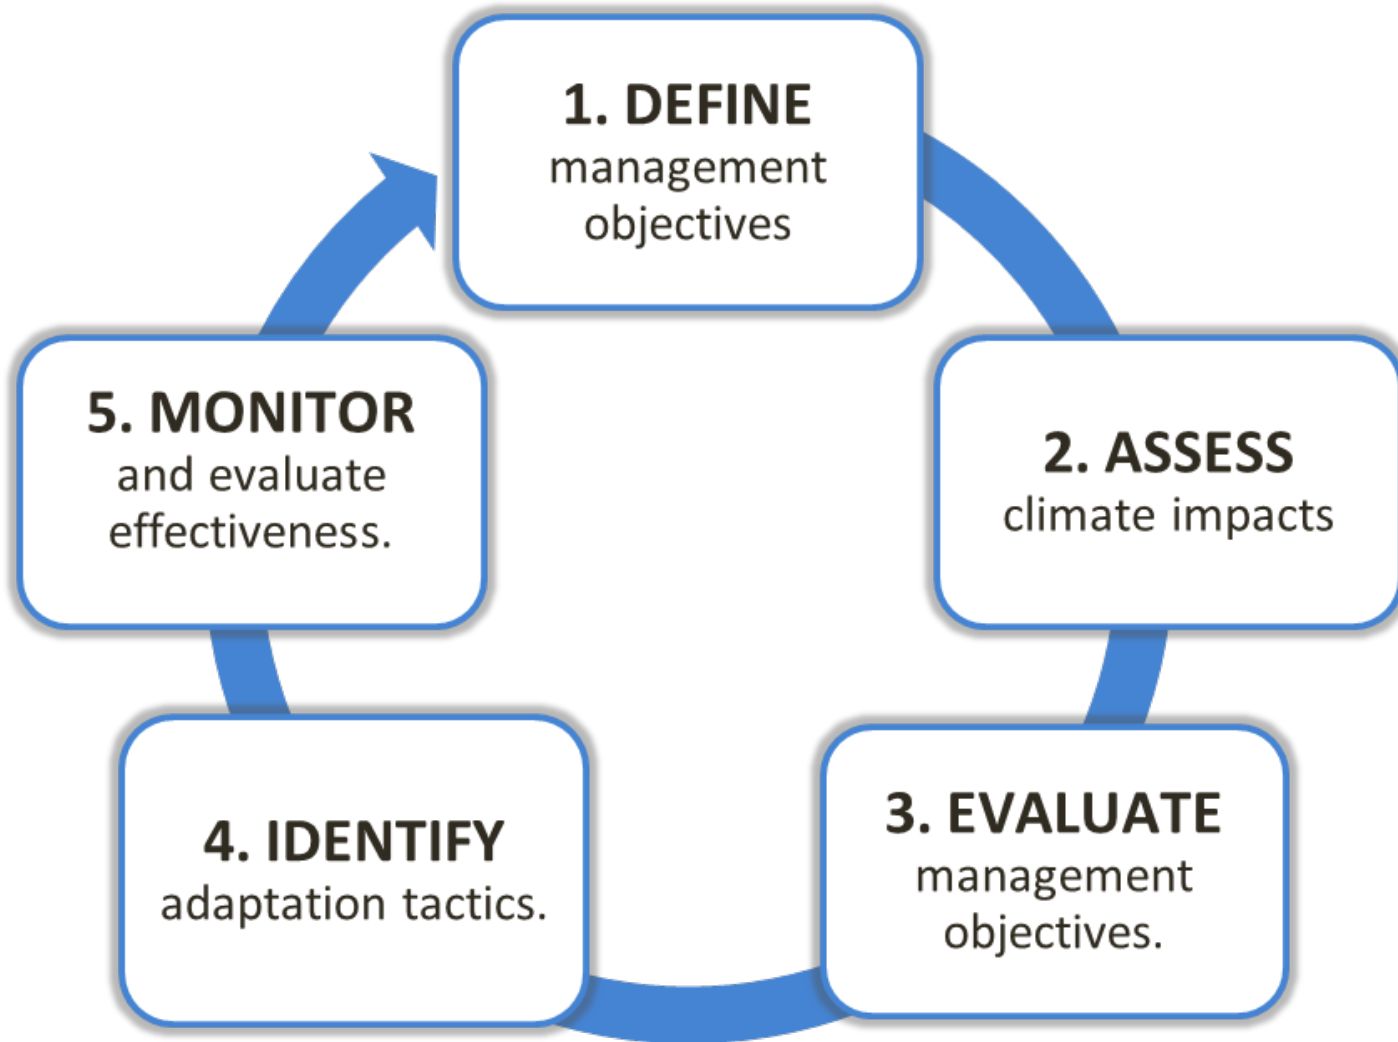 1. DEFINE
management
objectives
2. ASSESS
climate impacts
3. EVALUATE
management
objectives.
4. IDENTIFY
adaptation tactics.
5. MONITOR
and evaluate
effectiveness.